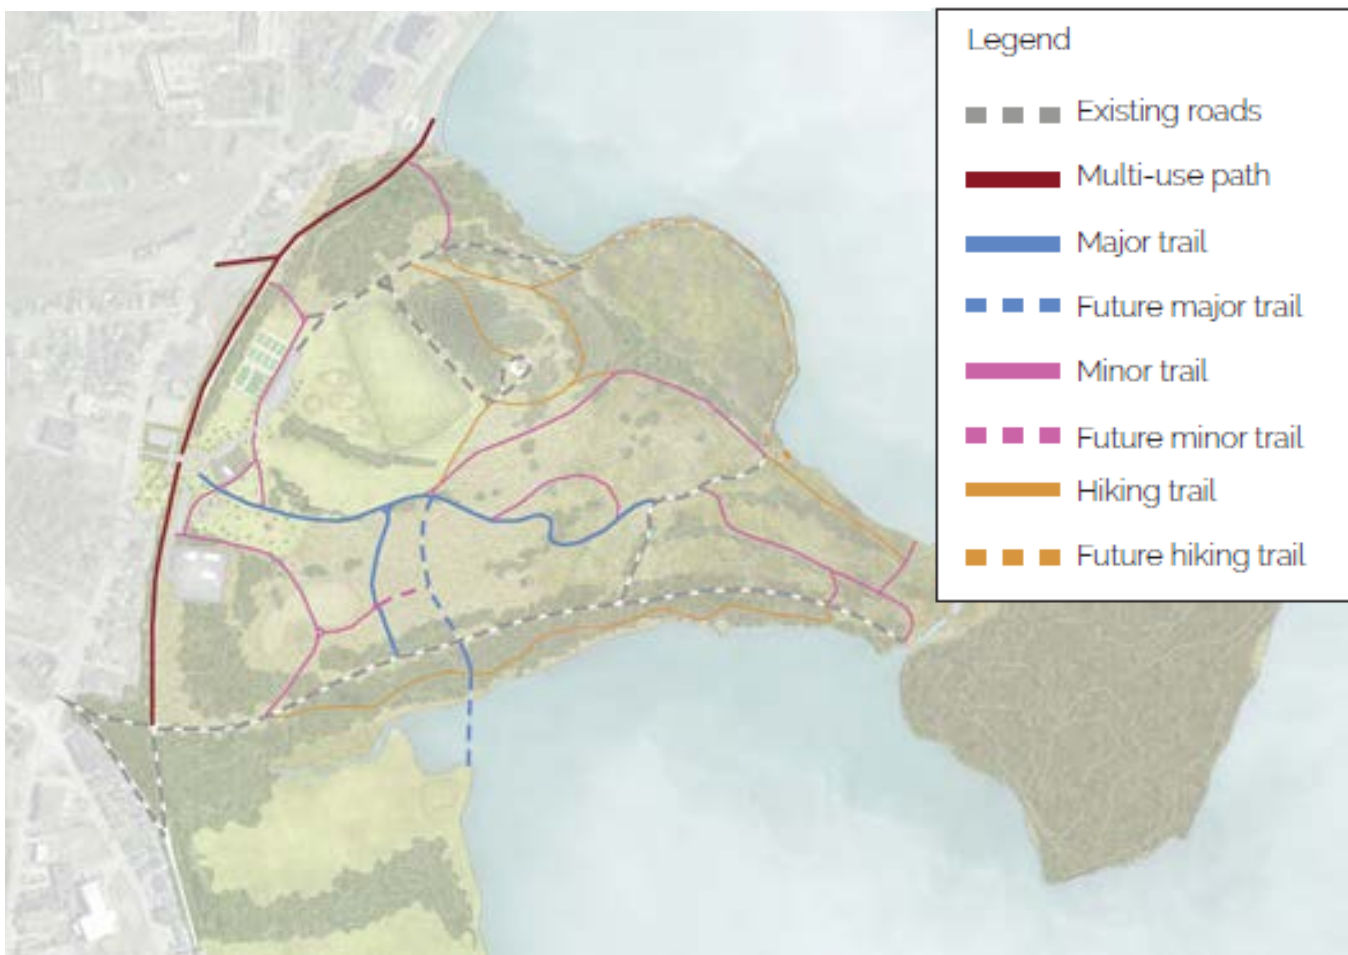 Legend
Existing roads
Multi-use path
Major trail
Future major trail
Minor trail
Future minor trail
Hiking trail
Future hiking trail